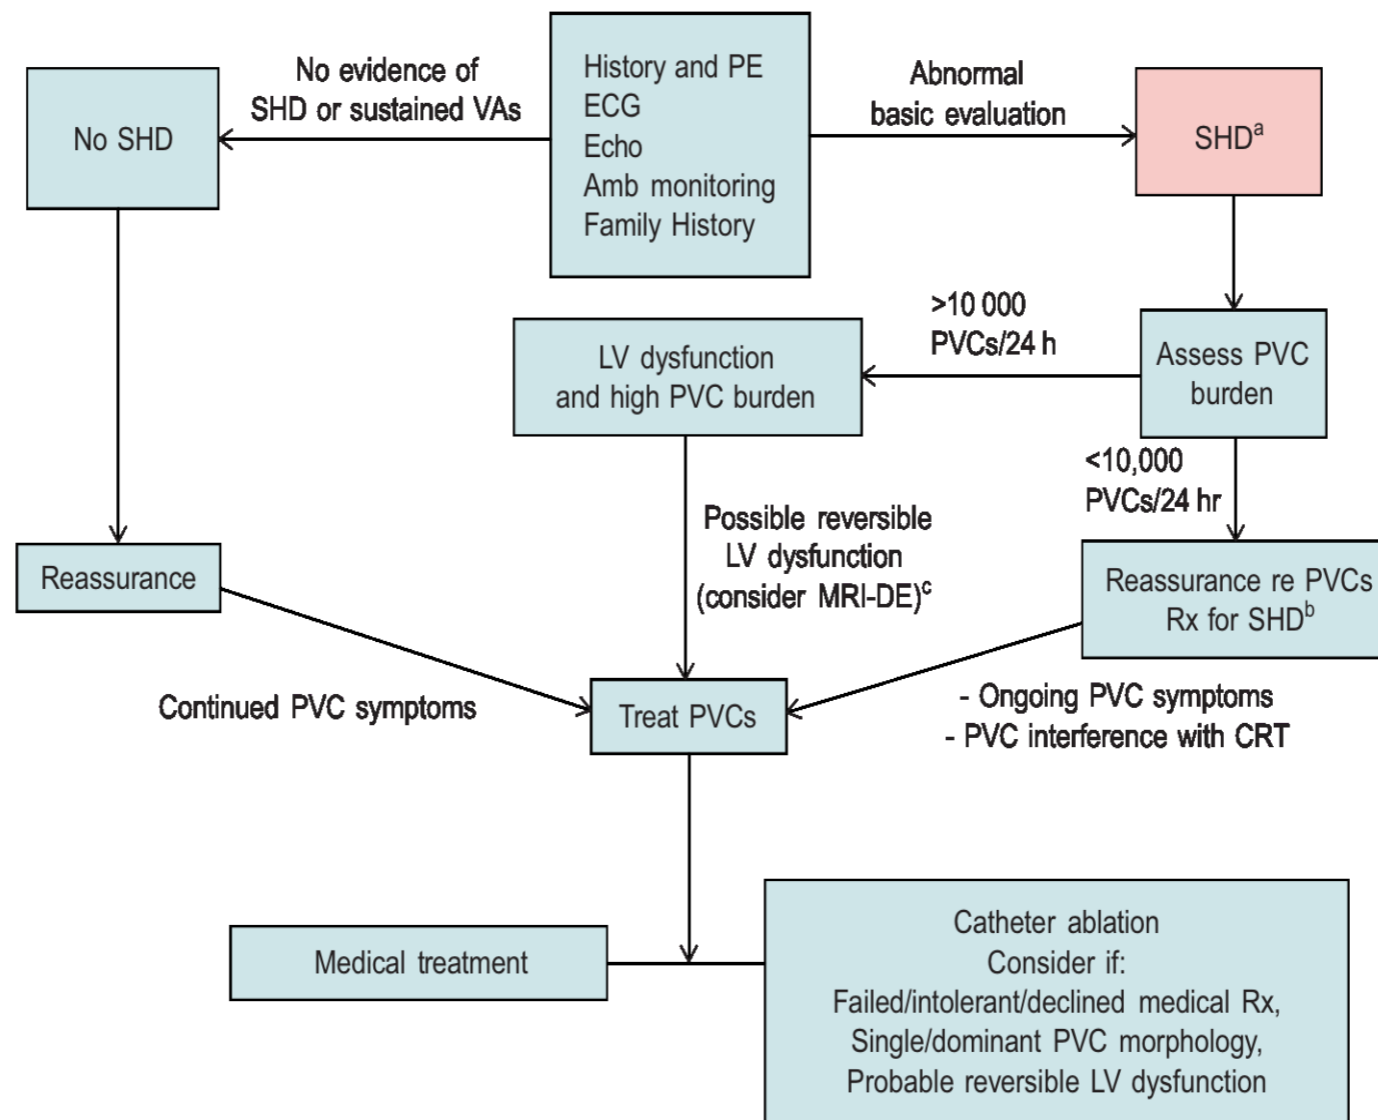 No evidence of
SHD or sustained VAs
History and PE
ECG
Echo
Amb monitoring
Family History
Abnormal
basic evaluation
No SHD
SHDᵃ
>10 000
PVCs/24 h
LV dysfunction
and high PVC burden
Assess PVC
burden
<10,000
PVCs/24 hr
Possible reversible
LV dysfunction
(consider MRI-DE)ᶜ
Reassurance
Reassurance re PVCs
Rx for SHDᵇ
Continued PVC symptoms
Treat PVCs
- Ongoing PVC symptoms
- PVC interference with CRT
Medical treatment
Catheter ablation
Consider if:
Failed/intolerant/declined medical Rx,
Single/dominant PVC morphology,
Probable reversible LV dysfunction